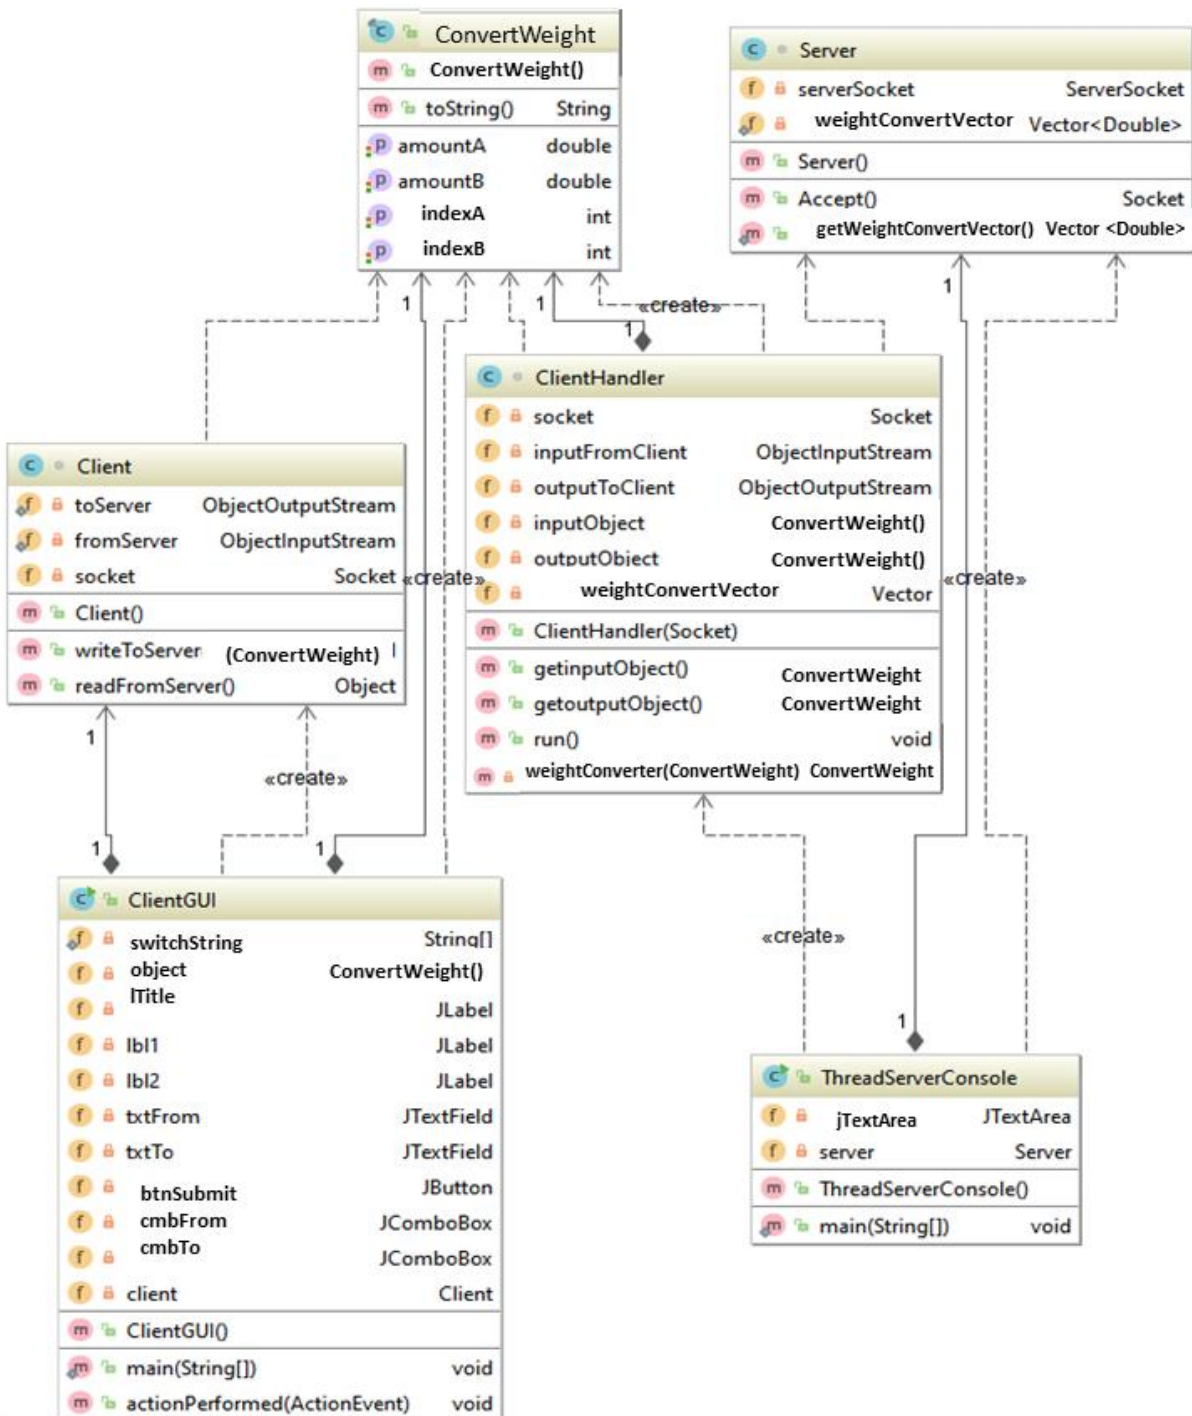 ConvertWeight
ConvertWeight()
toString() String
amountA double
amountB double
indexA int
indexB int
Server
serverSocket ServerSocket
weightConvertVector Vector<Double>
Server()
Accept() Socket
getWeightConvertVector() Vector <Double>
1
1
«create»
1
1
ClientHandler
socket Socket
inputFromClient ObjectInputStream
outputToClient ObjectOutputStream
inputObject ConvertWeight()
outputObject ConvertWeight()
weightConvertVector Vector
ClientHandler(Socket)
getinputObject() ConvertWeight
getoutputObject() ConvertWeight
run() void
weightConverter(ConvertWeight) ConvertWeight
Client
toServer ObjectOutputStream
fromServer ObjectInputStream
socket Socket
Client()
writeToServer (ConvertWeight)
readFromServer() Object
«create»
«create»
1
«create»
1
1
«create»
1
ClientGUI
switchString String[]
object ConvertWeight()
lTitle JLabel
lbl1 JLabel
lbl2 JLabel
txtFrom JTextField
txtTo JTextField
btnSubmit JButton
cmbFrom JComboBox
cmbTo JComboBox
client Client
ClientGUI()
main(String[]) void
actionPerformed(ActionEvent) void
ThreadServerConsole
jTextArea JTextArea
server Server
ThreadServerConsole()
main(String[]) void